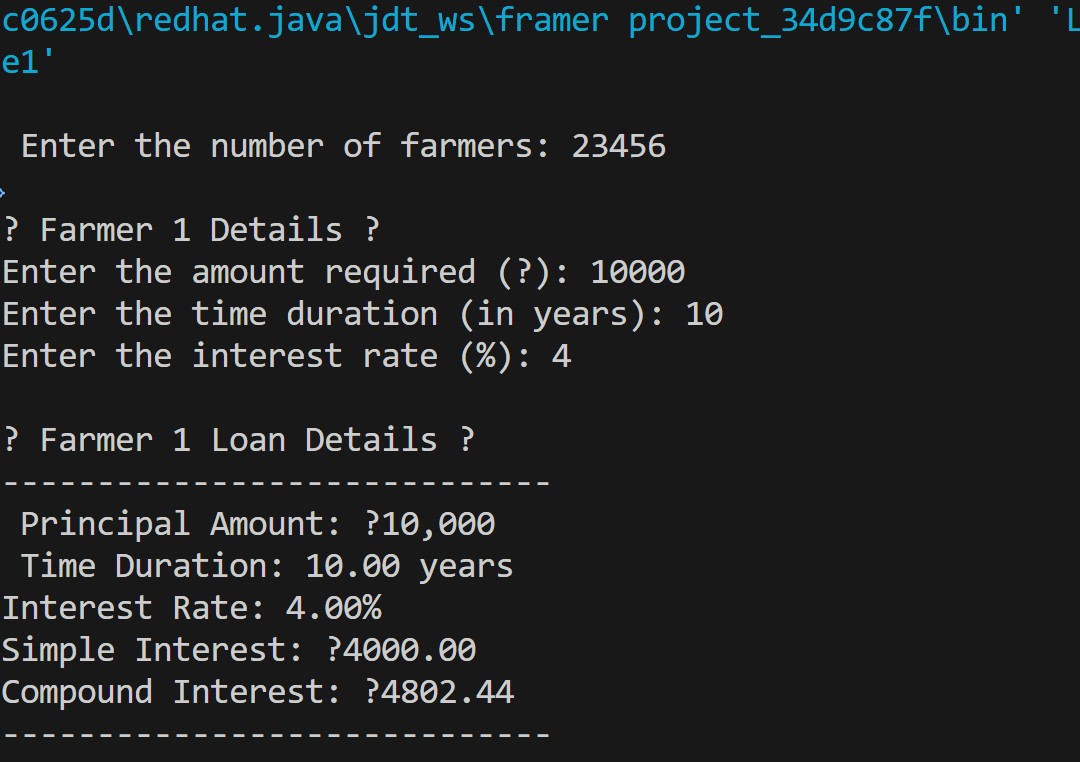 c0625d\redhat.java\jdt_ws\framer project_34d9c87f\bin' 'L
e1'
Enter the number of farmers: 23456
? Farmer 1 Details ?
Enter the amount required (?): 10000
Enter the time duration (in years): 10
Enter the interest rate (%): 4
? Farmer 1 Loan Details ?
-----------------------------
Principal Amount: ?10,000
Time Duration: 10.00 years
Interest Rate: 4.00%
Simple Interest: ?4000.00
Compound Interest: ?4802.44
-----------------------------